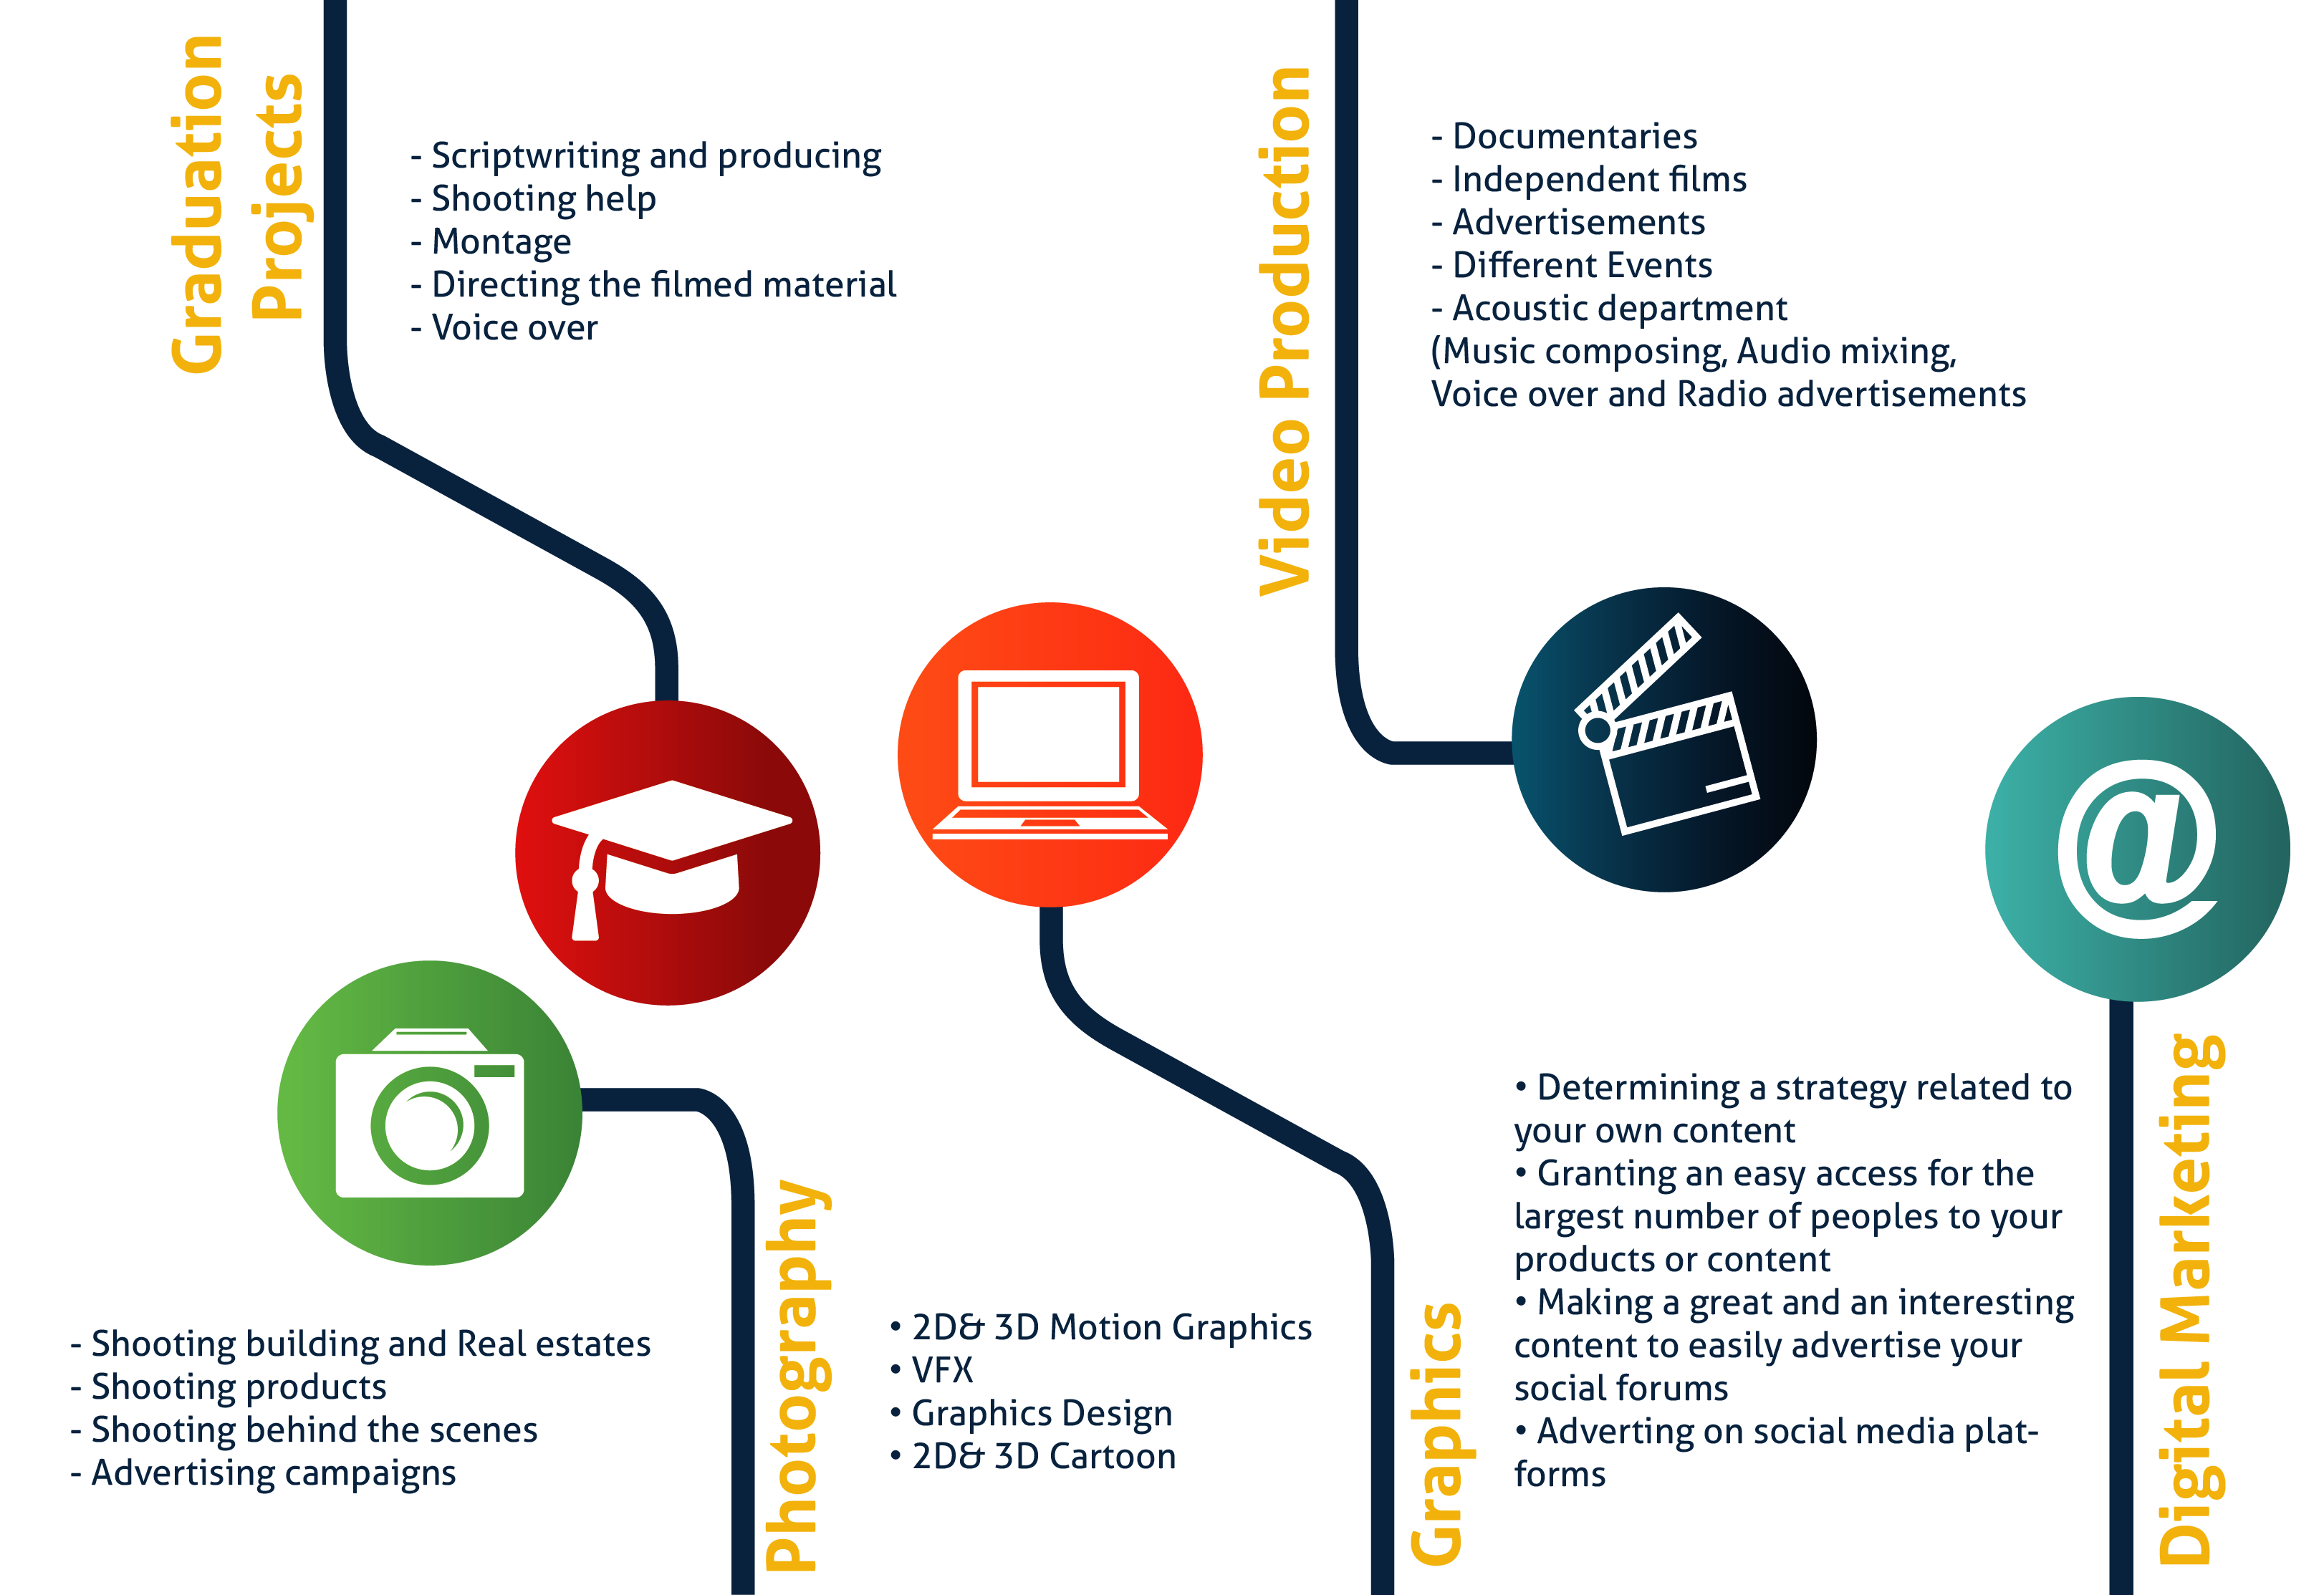 Graduation
Projects
- Scriptwriting and producing
- Shooting help
- Montage
- Directing the filmed material
- Voice over
Video Production
- Documentaries
- Independent films
- Advertisements
- Different Events
- Acoustic department
(Music composing, Audio mixing,
Voice over and Radio advertisements
@
- Shooting building and Real estates
- Shooting products
- Shooting behind the scenes
- Advertising campaigns
Photography
• 2D& 3D Motion Graphics
• VFX
• Graphics Design
• 2D& 3D Cartoon
Graphics
• Determining a strategy related to
your own content
• Granting an easy access for the
largest number of peoples to your
products or content
• Making a great and an interesting
content to easily advertise your
social forums
• Adverting on social media plat-
forms
Digital Marketing